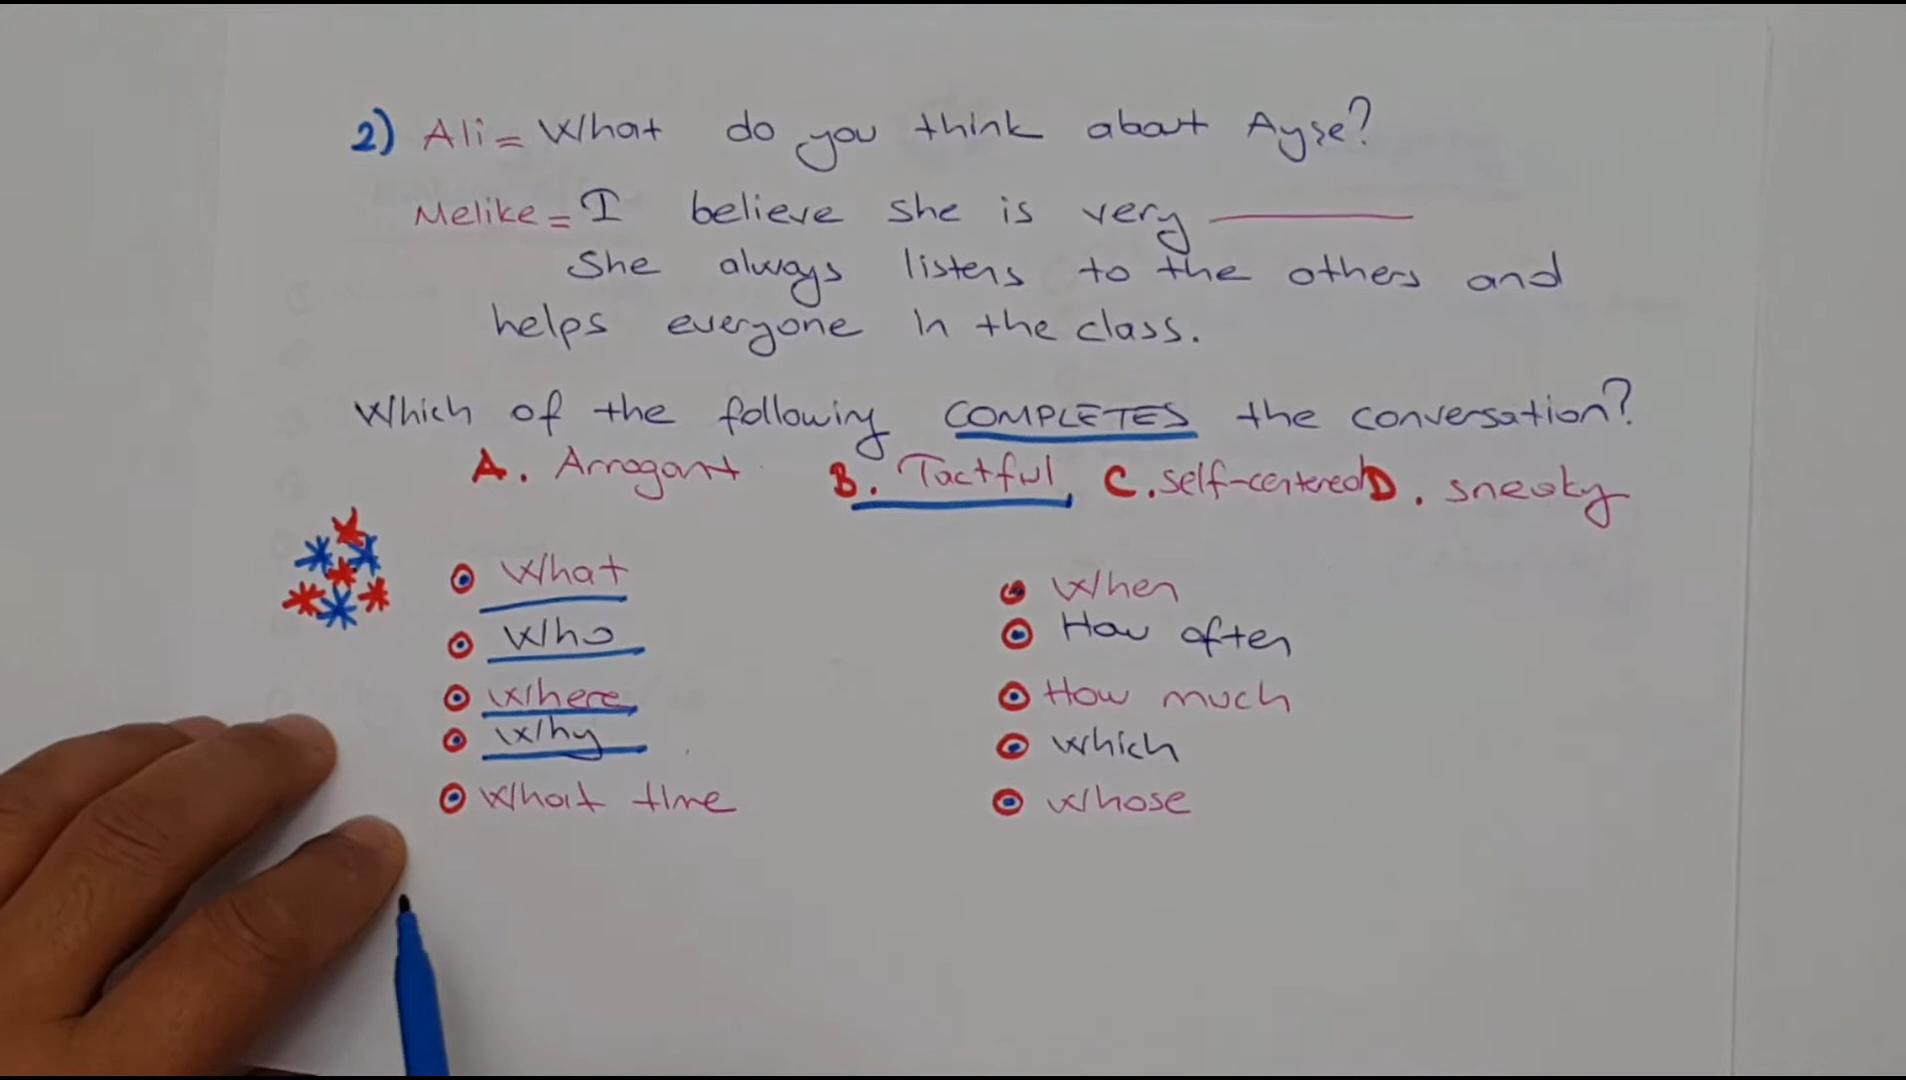 2) Ali = What do you think about Ayşe?
Melike = I believe she is very ______
She always listens to the others and
helps everyone in the class.
Which of the following COMPLETES the conversation?
A. Arrogant B. Tactful C. self-centered D. sneaky
What
Who
Where
Why
What time
When
How often
How much
which
whose